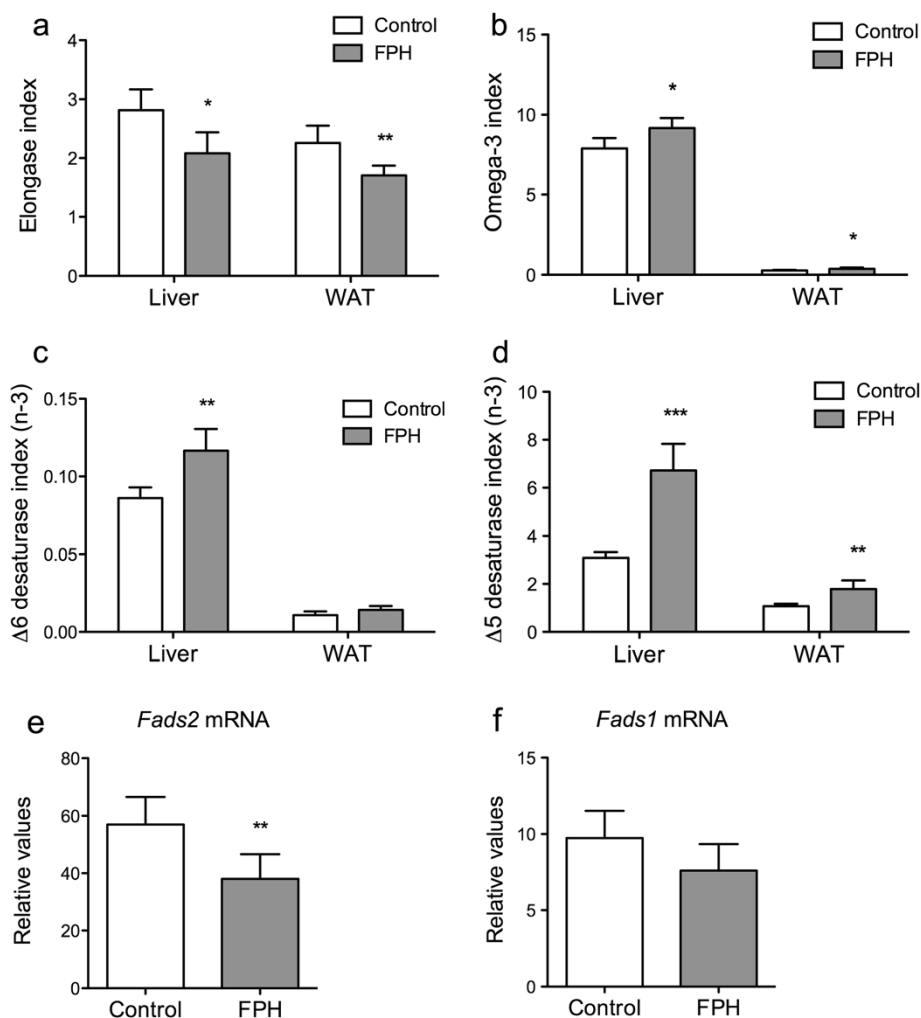 a
Control
FPH
Elongase index
4
3
2
1
0
*
**
Liver
WAT
b
Control
FPH
Omega-3 index
15
10
5
0
*
*
Liver
WAT
c
Control
FPH
Δ6 desaturase index (n-3)
0.15
0.10
0.05
0.00
**
Liver
WAT
d
Control
FPH
Δ5 desaturase index (n-3)
10
8
6
4
2
0
***
**
Liver
WAT
e
Fads2 mRNA
Relative values
80
60
40
20
0
**
Control
FPH
f
Fads1 mRNA
Relative values
15
10
5
0
Control
FPH